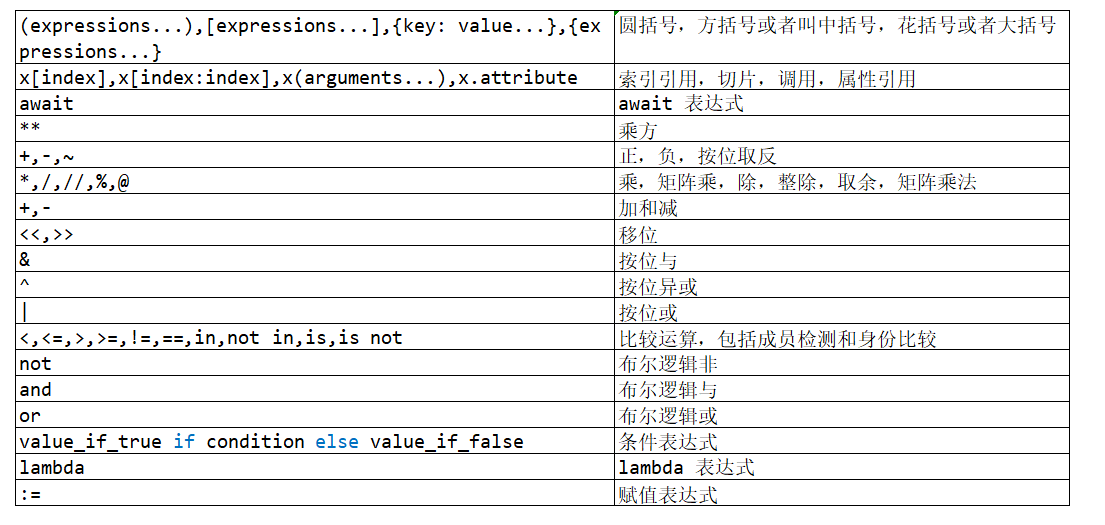 (expressions...),[expressions...],{key: value...},{ex
pressions...}
圆括号，方括号或者叫中括号，花括号或者大括号
x[index],x[index:index],x(arguments...),x.attribute
索引引用，切片，调用，属性引用
await
await 表达式
**
乘方
+,-,~
正，负，按位取反
*,/,//,%,@
乘，矩阵乘，除，整除，取余，矩阵乘法
+,-
加和减
<<,>>
移位
&
按位与
^
按位异或
|
按位或
<,<=,>,>=,!=,==,in,not in,is,is not
比较运算，包括成员检测和身份比较
not
布尔逻辑非
and
布尔逻辑与
or
布尔逻辑或
value_if_true if condition else value_if_false
条件表达式
lambda
lambda 表达式
:=
赋值表达式